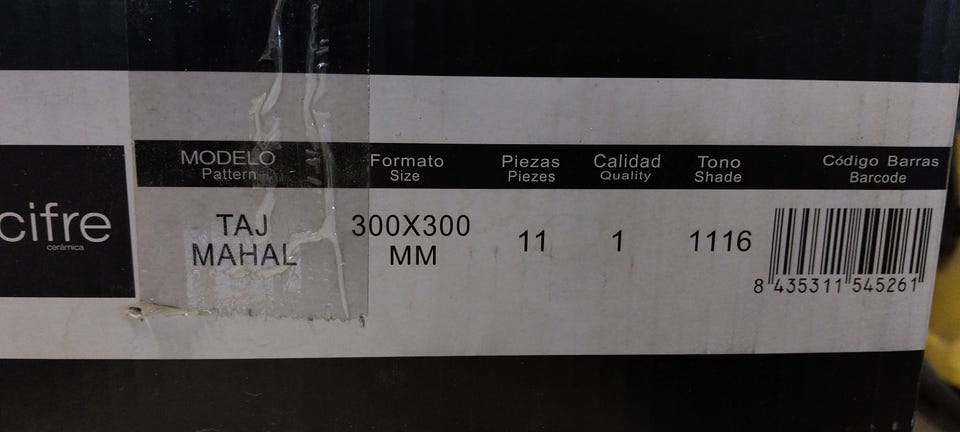 cifre
cerámica
MODELO Formato Piezas Calidad Tono Código Barras
Pattern Size Piezes Quality Shade Barcode
TAJ MAHAL
300X300 MM
11
1
1116
8 435311 545261